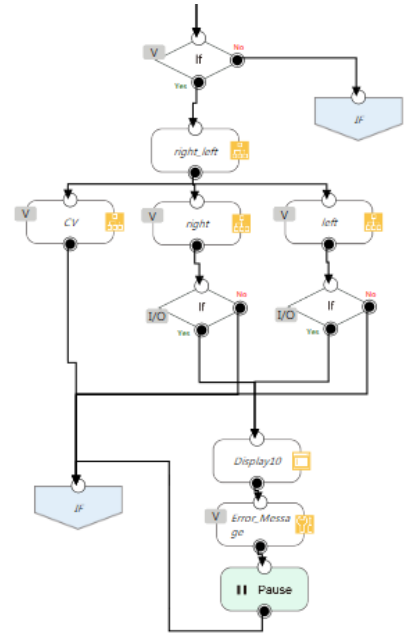 V
If
No
Yes
IF
right_left
V
CV
V
right
V
left
If
No
I/O
Yes
If
No
I/O
Yes
Display10
IF
V
Error_Messa
ge
Pause